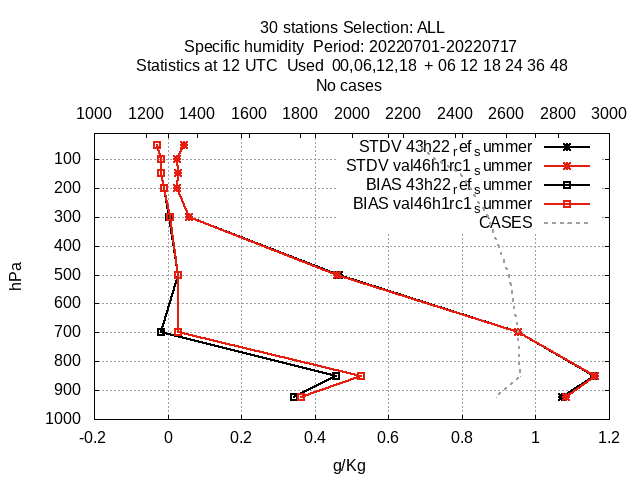 30 stations Selection: ALL
Specific humidity  Period: 20220701-20220717
Statistics at 12 UTC  Used  00,06,12,18  + 06 12 18 24 36 48
No cases
1000 1200 1400 1600 1800 2000 2200 2400 2600 2800 3000
STDV 43h22_ref_summer
STDV val46h1rc1_summer
BIAS 43h22_ref_summer
BIAS val46h1rc1_summer
CASES
hPa
100
200
300
400
500
600
700
800
900
1000
-0.2 0 0.2 0.4 0.6 0.8 1 1.2
g/Kg